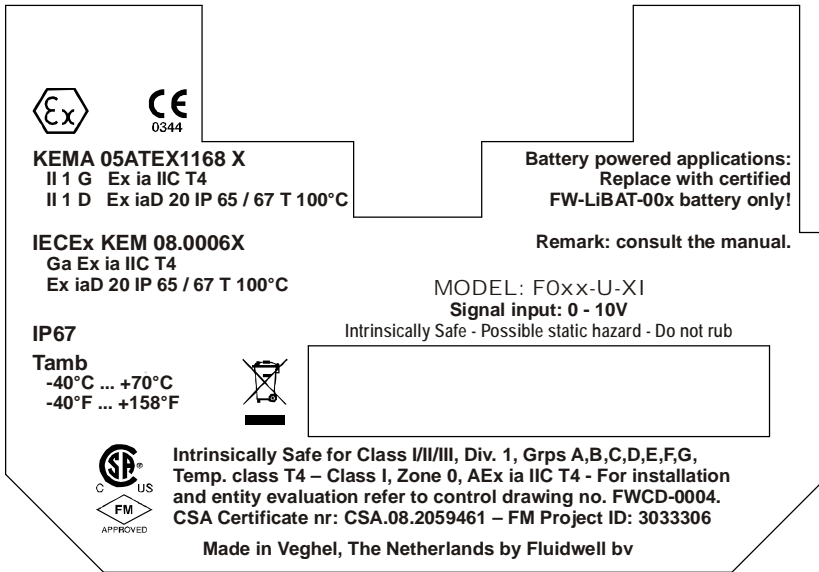 Ex
CE
0344
KEMA 05ATEX1168 X
II 1 G Ex ia IIC T4
II 1 D Ex iaD 20 IP 65 / 67 T 100°C
Battery powered applications:
Replace with certified
FW-LiBAT-00x battery only!
IECEx KEM 08.0006X
Ga Ex ia IIC T4
Ex iaD 20 IP 65 / 67 T 100°C
Remark: consult the manual.
MODEL: F0xx-U-XI
Signal input: 0 - 10V
Intrinsically Safe - Possible static hazard - Do not rub
IP67
Tamb
-40°C ... +70°C
-40°F ... +158°F
SA ®
C US
FM
APPROVED
Intrinsically Safe for Class I/II/III, Div. 1, Grps A,B,C,D,E,F,G,
Temp. class T4 – Class I, Zone 0, AEx ia IIC T4 - For installation
and entity evaluation refer to control drawing no. FWCD-0004.
CSA Certificate nr: CSA.08.2059461 – FM Project ID: 3033306
Made in Veghel, The Netherlands by Fluidwell bv